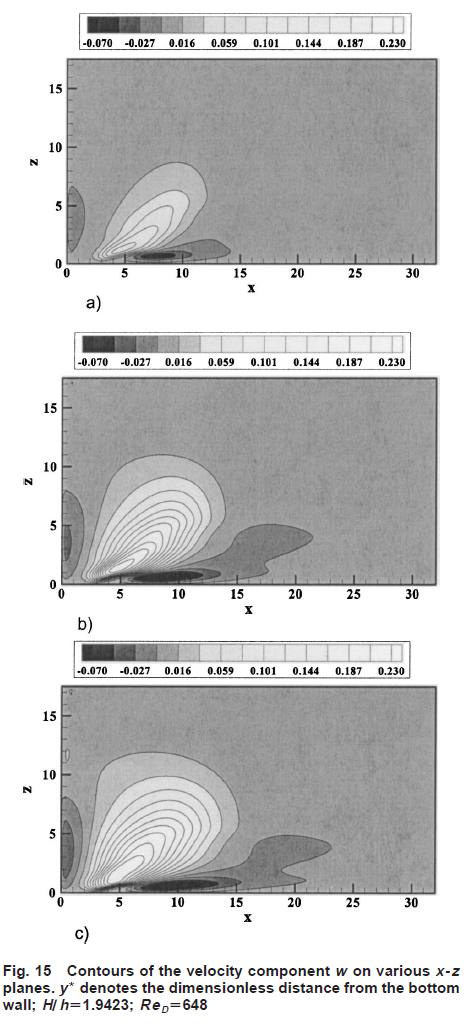 -0.070 -0.027 0.016 0.059 0.101 0.144 0.187 0.230
15
10
z
5
0
0 5 10 15 20 25 30
x
a)
-0.070 -0.027 0.016 0.059 0.101 0.144 0.187 0.230
15
10
z
5
0
0 5 10 15 20 25 30
x
b)
-0.070 -0.027 0.016 0.059 0.101 0.144 0.187 0.230
15
10
z
5
0
0 5 10 15 20 25 30
x
c)
Fig. 15 Contours of the velocity component w on various x-z
planes. y* denotes the dimensionless distance from the bottom
wall; H/h=1.9423; ReD=648